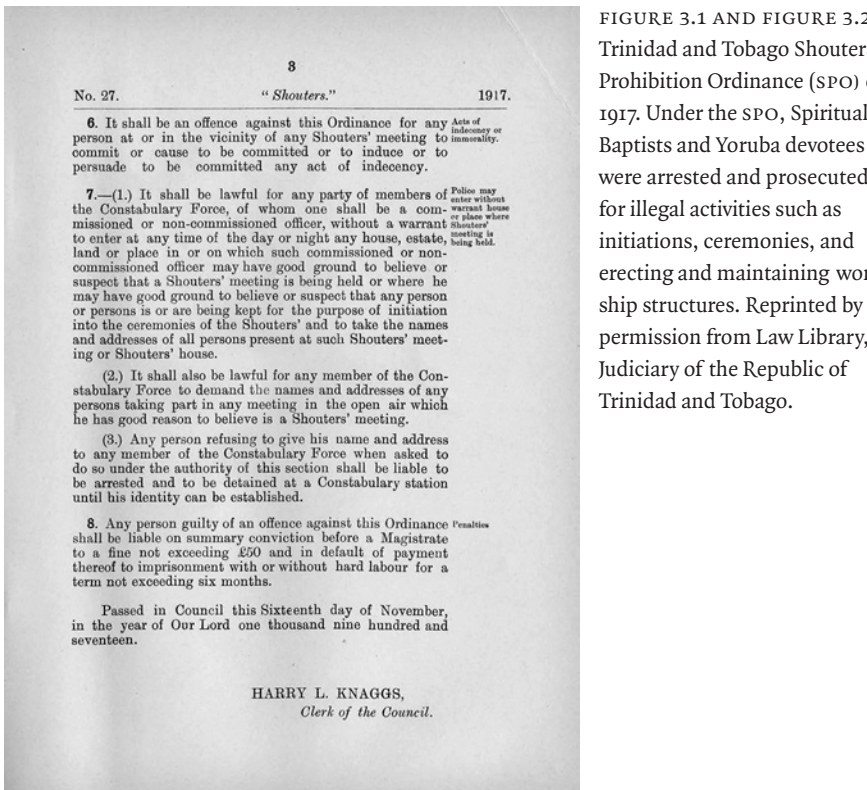 3
No. 27. "Shouters." 1917.
6. It shall be an offence against this Ordinance for any
person at or in the vicinity of any Shouters' meeting to
commit or cause to be committed or to induce or to
persuade to be committed any act of indecency.
Acts of
indecency or
immorality.
7.—(1.) It shall be lawful for any party of members of
the Constabulary Force, of whom one shall be a com-
missioned or non-commissioned officer, without a warrant
to enter at any time of the day or night any house, estate,
land or place in or on which such commissioned or non-
commissioned officer may have good ground to believe or
suspect that a Shouters' meeting is being held or where he
may have good ground to believe or suspect that any person
or persons is or are being kept for the purpose of initiation
into the ceremonies of the Shouters' and to take the names
and addresses of all persons present at such Shouters' meet-
ing or Shouters' house.
Police may
enter without
warrant house
or place where
Shouters'
meeting is
being held.
(2.) It shall also be lawful for any member of the Con-
stabulary Force to demand the names and addresses of any
persons taking part in any meeting in the open air which
he has good reason to believe is a Shouters' meeting.
(3.) Any person refusing to give his name and address
to any member of the Constabulary Force when asked to
do so under the authority of this section shall be liable to
be arrested and to be detained at a Constabulary station
until his identity can be established.
8. Any person guilty of an offence against this Ordinance
shall be liable on summary conviction before a Magistrate
to a fine not exceeding £50 and in default of payment
thereof to imprisonment with or without hard labour for a
term not exceeding six months.
Penalties
Passed in Council this Sixteenth day of November,
in the year of Our Lord one thousand nine hundred and
seventeen.
HARRY L. KNAGGS,
Clerk of the Council.
FIGURE 3.1 AND FIGURE 3.2
Trinidad and Tobago Shouter
Prohibition Ordinance (SPO)
1917. Under the SPO, Spiritual
Baptists and Yoruba devotees
were arrested and prosecuted
for illegal activities such as
initiations, ceremonies, and
erecting and maintaining wor
ship structures. Reprinted by
permission from Law Library,
Judiciary of the Republic of
Trinidad and Tobago.